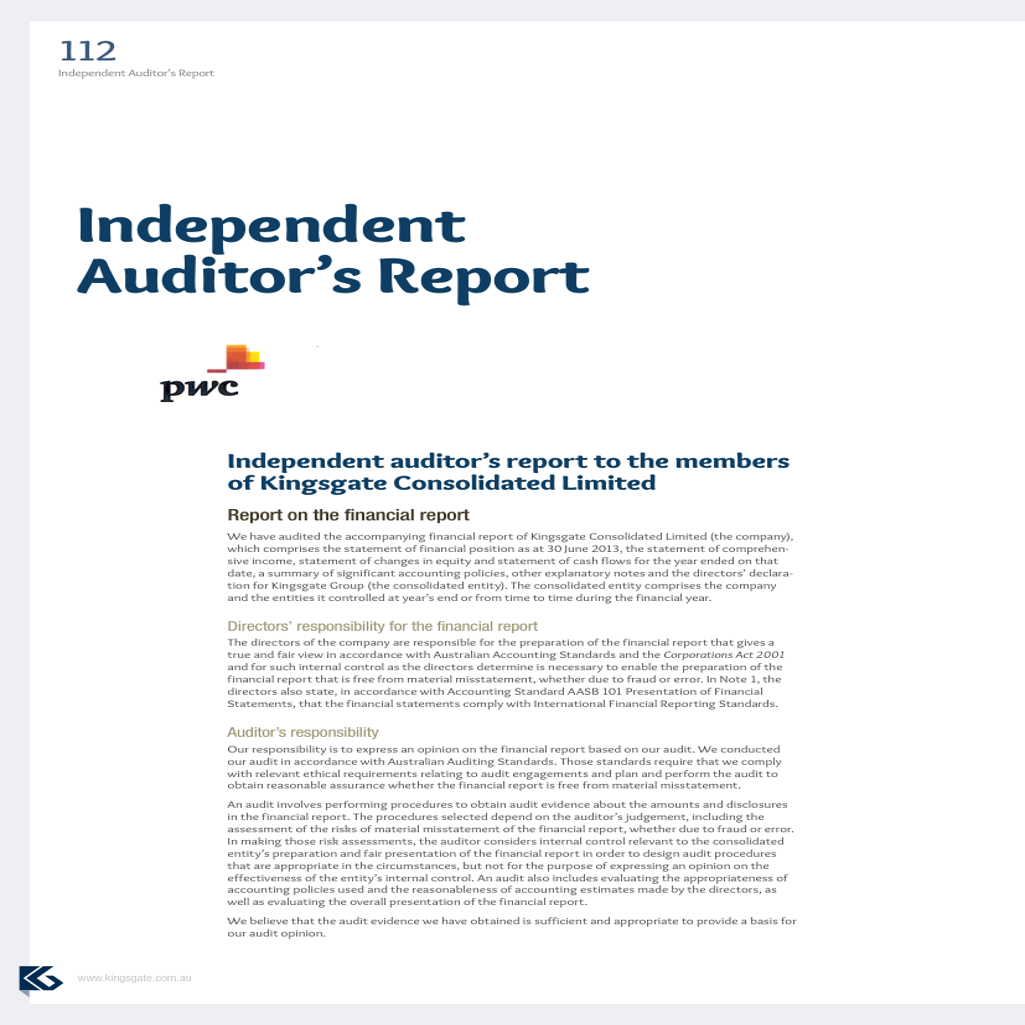 112
Independent Auditor's Report
Independent
Auditor's Report
pwc
Independent auditor's report to the members
of Kingsgate Consolidated Limited
Report on the financial report
We have audited the accompanying financial report of Kingsgate Consolidated Limited (the company),
which comprises the statement of financial position as at 30 June 2013, the statement of comprehen-
sive income, statement of changes in equity and statement of cash flows for the year ended on that
date, a summary of significant accounting policies, other explanatory notes and the directors' declara-
tion for Kingsgate Group (the consolidated entity). The consolidated entity comprises the company
and the entities it controlled at year's end or from time to time during the financial year.
Directors' responsibility for the financial report
The directors of the company are responsible for the preparation of the financial report that gives a
true and fair view in accordance with Australian Accounting Standards and the Corporations Act 2001
and for such internal control as the directors determine is necessary to enable the preparation of the
financial report that is free from material misstatement, whether due to fraud or error. In Note 1, the
directors also state, in accordance with Accounting Standard AASB 101 Presentation of Financial
Statements, that the financial statements comply with International Financial Reporting Standards.
Auditor's responsibility
Our responsibility is to express an opinion on the financial report based on our audit. We conducted
our audit in accordance with Australian Auditing Standards. Those standards require that we comply
with relevant ethical requirements relating to audit engagements and plan and perform the audit to
obtain reasonable assurance whether the financial report is free from material misstatement.
An audit involves performing procedures to obtain audit evidence about the amounts and disclosures
in the financial report. The procedures selected depend on the auditor's judgement, including the
assessment of the risks of material misstatement of the financial report, whether due to fraud or error.
In making those risk assessments, the auditor considers internal control relevant to the consolidated
entity's preparation and fair presentation of the financial report in order to design audit procedures
that are appropriate in the circumstances, but not for the purpose of expressing an opinion on the
effectiveness of the entity's internal control. An audit also includes evaluating the appropriateness of
accounting policies used and the reasonableness of accounting estimates made by the directors, as
well as evaluating the overall presentation of the financial report.
We believe that the audit evidence we have obtained is sufficient and appropriate to provide a basis for
our audit opinion.
www.kingsgate.com.au